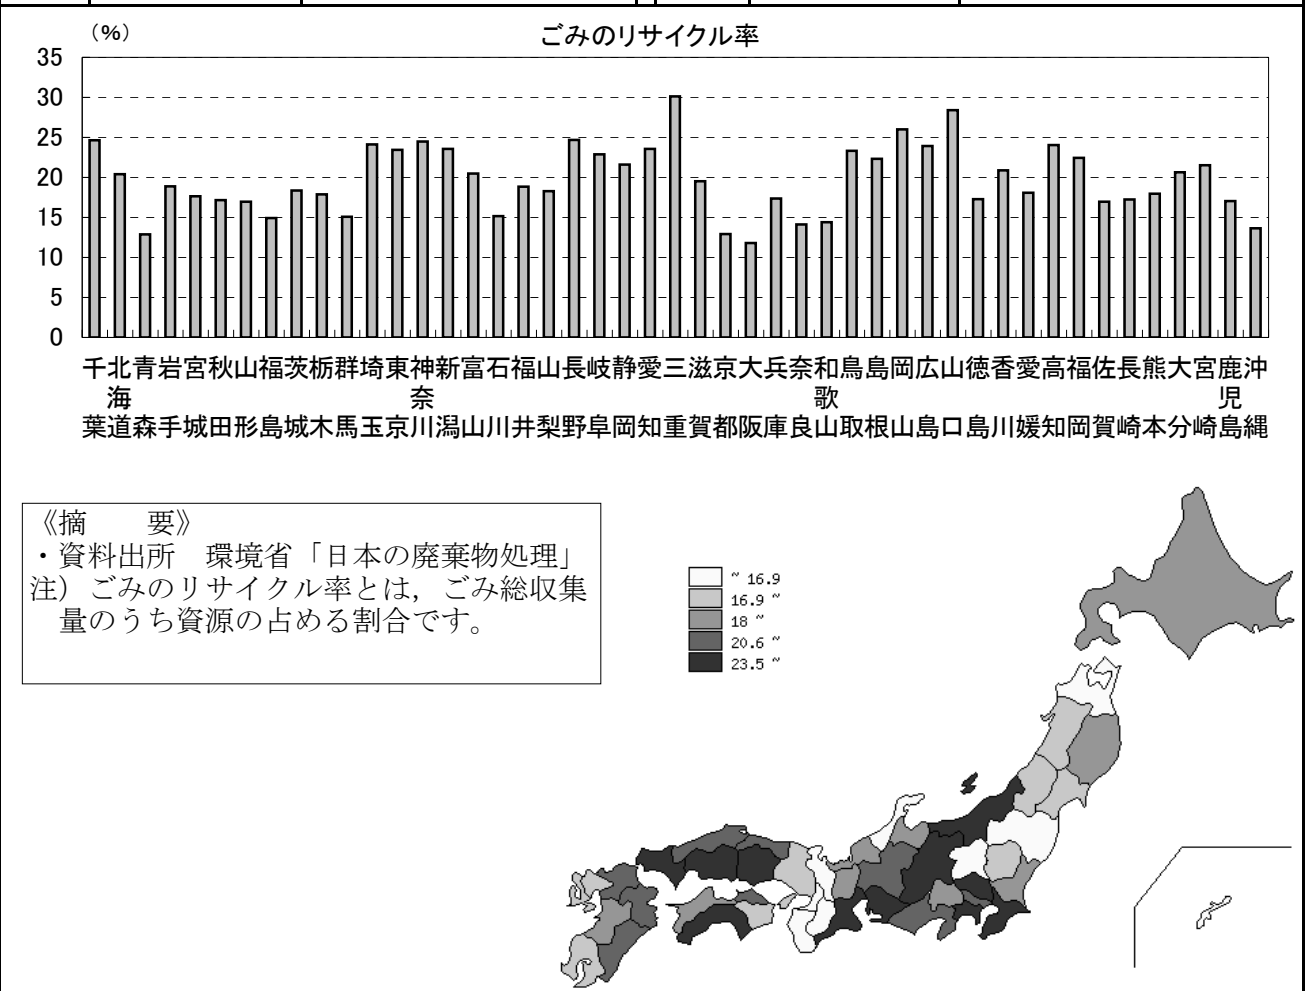 (%)
ごみのリサイクル率
35
30
25
20
15
10
5
0
千葉 北海道 青森 岩手 宮城 秋田 山形 福島 茨城 栃木 群馬 埼玉 東京 神奈川 新潟 富山 石川 福井 山梨 長野 岐阜 静岡 愛知 三重 滋賀 京都 大阪 兵庫 奈良 和歌山 鳥取 島根 岡山 広島 山口 徳島 香川 愛媛 高知 福岡 佐賀 長崎 熊本 大分 宮崎 鹿児島 沖縄
《摘　　要》
・資料出所　環境省「日本の廃棄物処理」
注）ごみのリサイクル率とは，ごみ総収集
量のうち資源の占める割合です。
~ 16.9
16.9 ~
18 ~
20.6 ~
23.5 ~